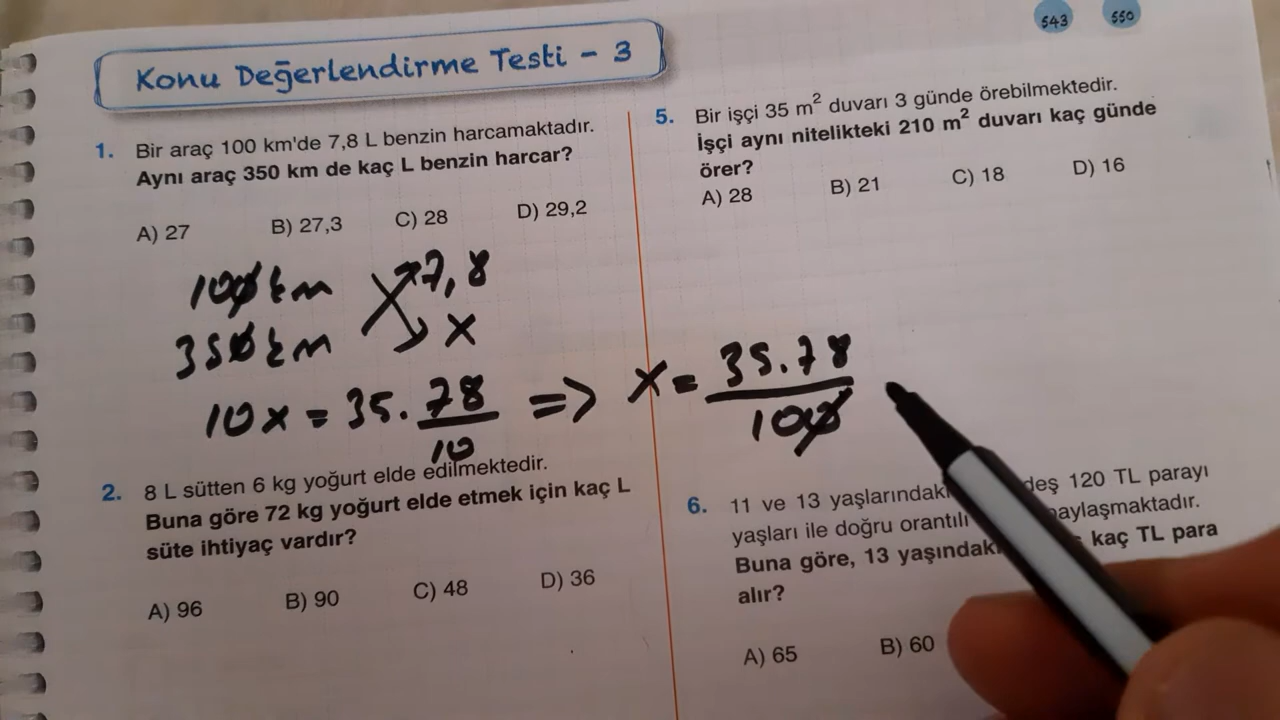 543 550
Konu Değerlendirme Testi - 3
1. Bir araç 100 km'de 7,8 L benzin harcamaktadır.
Aynı araç 350 km de kaç L benzin harcar?
A) 27 B) 27,3 C) 28 D) 29,2
100 km 7,8
350 km x
10x = 35.78/10 => x = 35.78/100
2. 8 L sütten 6 kg yoğurt elde edilmektedir.
Buna göre 72 kg yoğurt elde etmek için kaç L
süte ihtiyaç vardır?
A) 96 B) 90 C) 48 D) 36
5. Bir işçi 35 m² duvarı 3 günde örebilmektedir.
İşçi aynı nitelikteki 210 m² duvarı kaç günde
örer?
A) 28 B) 21 C) 18 D) 16
6. 11 ve 13 yaşlarındaki deş 120 TL parayı
yaşları ile doğru orantılı paylaşmaktadır.
Buna göre, 13 yaşındaki kaç TL para
alır?
A) 65 B) 60